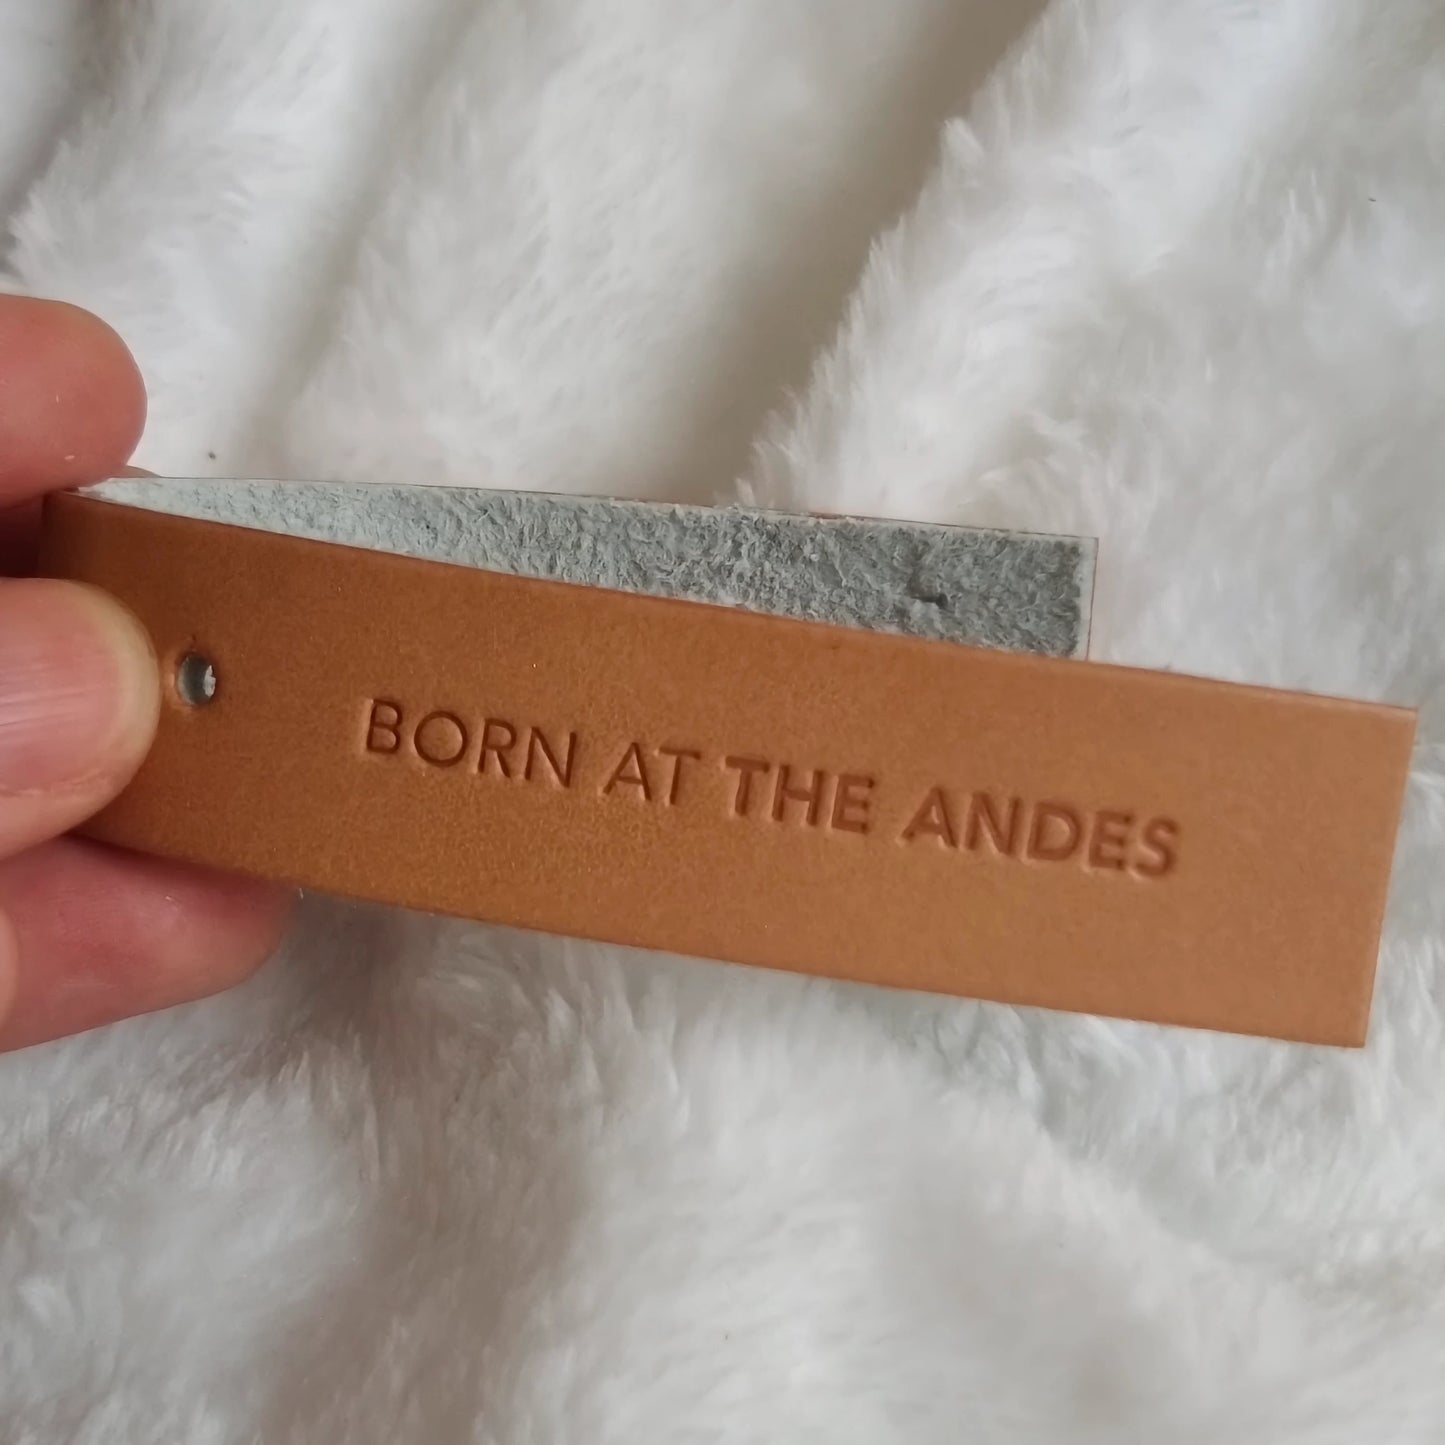 BORN AT THE ANDES